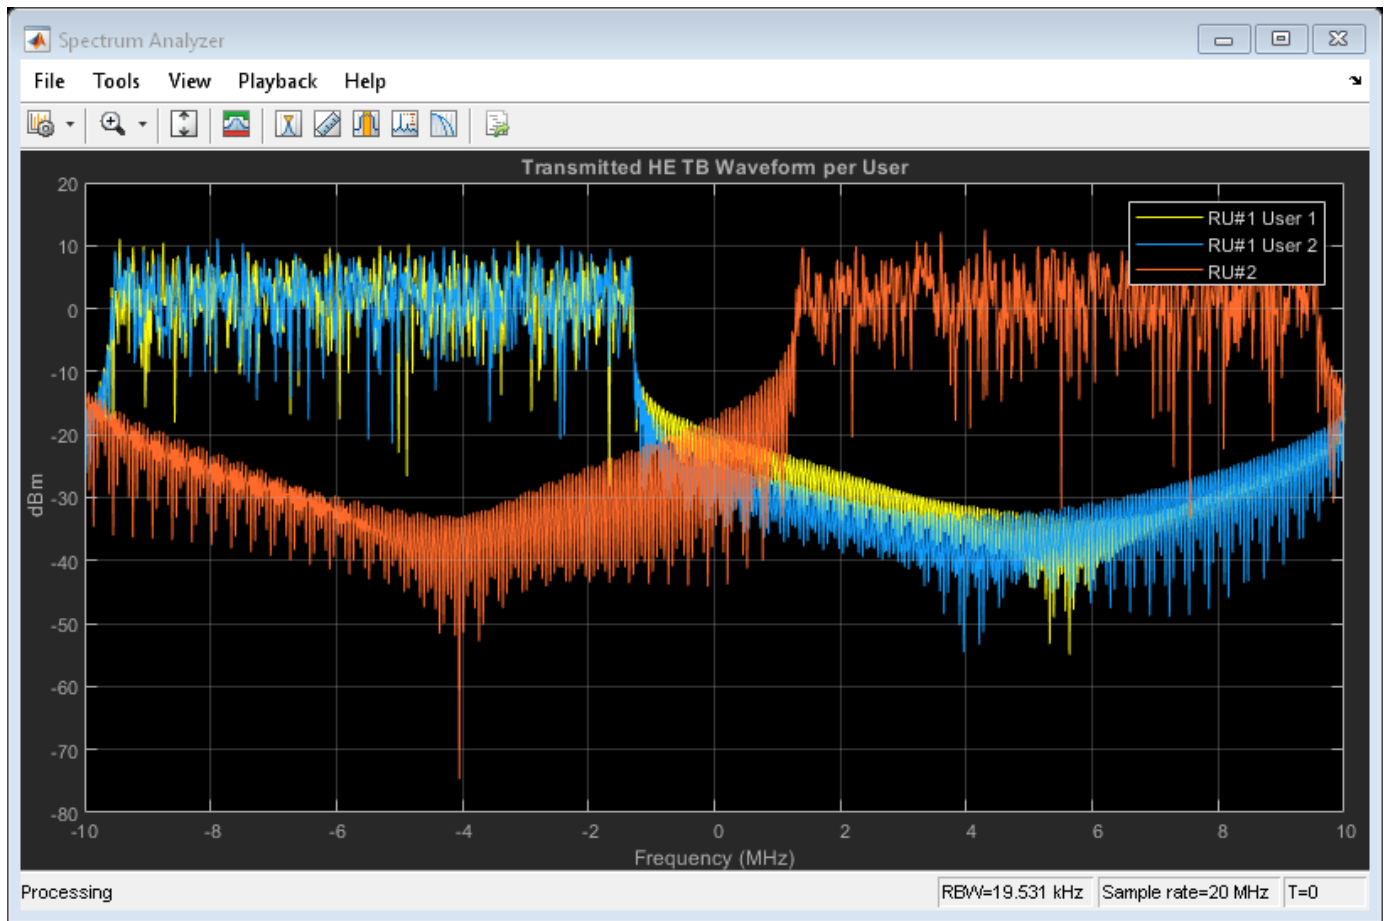 Spectrum Analyzer
File Tools View Playback Help
Transmitted HE TB Waveform per User
RU#1 User 1
RU#1 User 2
RU#2
20
10
0
-10
-20
-30
-40
-50
-60
-70
-80
dBm
-10 -8 -6 -4 -2 0 2 4 6 8 10
Frequency (MHz)
Processing RBW=19.531 kHz Sample rate=20 MHz T=0